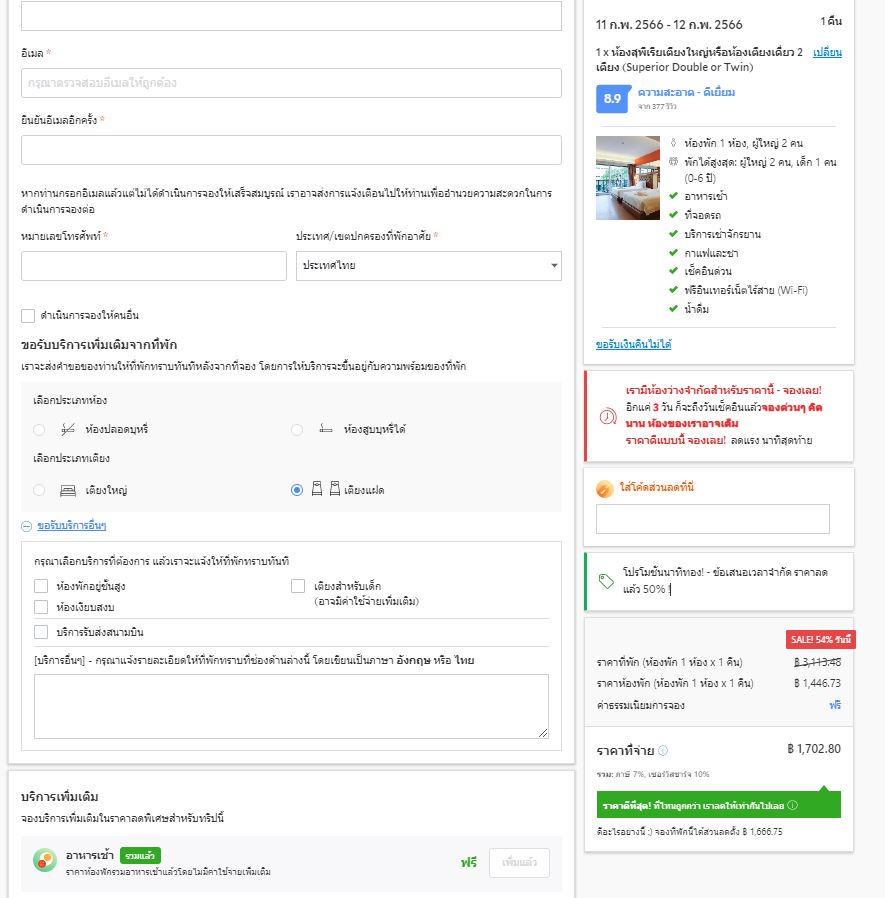 อีเมล *
กรุณาตรวจสอบอีเมลให้ถูกต้อง
ยืนยันอีเมลอีกครั้ง *
หากท่านกรอกอีเมลแล้วแต่ไม่ได้ดำเนินการจองให้เสร็จสมบูรณ์ เราอาจส่งการแจ้งเตือนไปให้ท่านเพื่ออำนวยความสะดวกในการ
ดำเนินการจองต่อ
หมายเลขโทรศัพท์ *
ประเทศ/เขตปกครองที่พักอาศัย *
ประเทศไทย
ดำเนินการจองให้คนอื่น
ขอรับบริการเพิ่มเติมจากที่พัก
เราจะส่งคำขอของท่านให้ที่พักทราบทันทีหลังจากที่จอง โดยการให้บริการจะขึ้นอยู่กับความพร้อมของที่พัก
เลือกประเภทห้อง
ห้องปลอดบุหรี่
ห้องสูบบุหรี่ได้
เลือกประเภทเตียง
เตียงใหญ่
เตียงแฝด
ขอรับบริการอื่นๆ
กรุณาเลือกบริการที่ต้องการ แล้วเราจะแจ้งให้ที่พักทราบทันที
ห้องพักอยู่ชั้นสูง
เตียงสำหรับเด็ก
(อาจมีค่าใช้จ่ายเพิ่มเติม)
ห้องเงียบสงบ
บริการรับส่งสนามบิน
[บริการอื่นๆ] - กรุณาแจ้งรายละเอียดให้ที่พักทราบที่ช่องด้านล่างนี้ โดยเขียนเป็นภาษา อังกฤษ หรือ ไทย
บริการเพิ่มเติม
จองบริการเพิ่มเติมในราคาลดพิเศษสำหรับทริปนี้
อาหารเช้า รวมแล้ว
ราคาห้องพักรวมอาหารเช้าแล้วโดยไม่มีค่าใช้จ่ายเพิ่มเติม
ฟรี
เพิ่มแล้ว
11 ก.พ. 2566 - 12 ก.พ. 2566
1 คืน
1 x ห้องสุพีเรียเตียงใหญ่หรือห้องเตียงเดี่ยว 2
เตียง (Superior Double or Twin)
เปลี่ยน
8.9
ความสะอาด - ดีเยี่ยม
จาก 377 รีวิว
ห้องพัก 1 ห้อง, ผู้ใหญ่ 2 คน
พักได้สูงสุด: ผู้ใหญ่ 2 คน, เด็ก 1 คน
(0-6 ปี)
อาหารเช้า
ที่จอดรถ
บริการเช่าจักรยาน
กาแฟและชา
เช็คอินด่วน
ฟรีอินเทอร์เน็ตไร้สาย (Wi-Fi)
น้ำดื่ม
ขอรับเงินคืนไม่ได้
เรามีห้องว่างจำกัดสำหรับราคานี้ - จองเลย!
อีกแค่ 3 วัน ก็จะถึงวันเช็คอินแล้วจองด่วนๆ คิด
นาน ห้องของเราอาจเต็ม
ราคาดีแบบนี้ จองเลย! ลดแรง นาทีสุดท้าย
ใส่โค้ดส่วนลดที่นี่
โปรโมชั่นนาทีทอง! - ข้อเสนอเวลาจำกัด ราคาลด
แล้ว 50% !
SALE! 54% วันนี้
ราคาที่พัก (ห้องพัก 1 ห้อง x 1 คืน)
฿ 3,113.48
ราคาห้องพัก (ห้องพัก 1 ห้อง x 1 คืน)
฿ 1,446.73
ค่าธรรมเนียมการจอง
ฟรี
ราคาที่จ่าย
฿ 1,702.80
รวม: ภาษี 7%, เซอร์วิสชาร์จ 10%
ราคาดีที่สุด! ที่ไหนถูกกว่า เราลดให้เท่ากันไปเลย
ดีอะไรอย่างนี้ :) จองที่พักนี้ได้ส่วนลดตั้ง ฿ 1,666.75